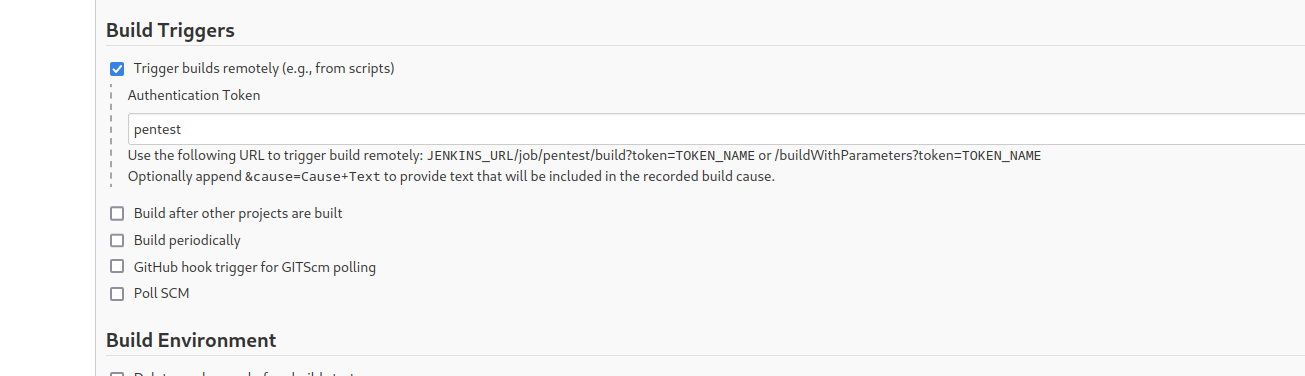 Build Triggers
Trigger builds remotely (e.g., from scripts)
Authentication Token
pentest
Use the following URL to trigger build remotely: JENKINS_URL/job/pentest/build?token=TOKEN_NAME or /buildWithParameters?token=TOKEN_NAME
Optionally append &cause=Cause+Text to provide text that will be included in the recorded build cause.
Build after other projects are built
Build periodically
GitHub hook trigger for GITScm polling
Poll SCM
Build Environment